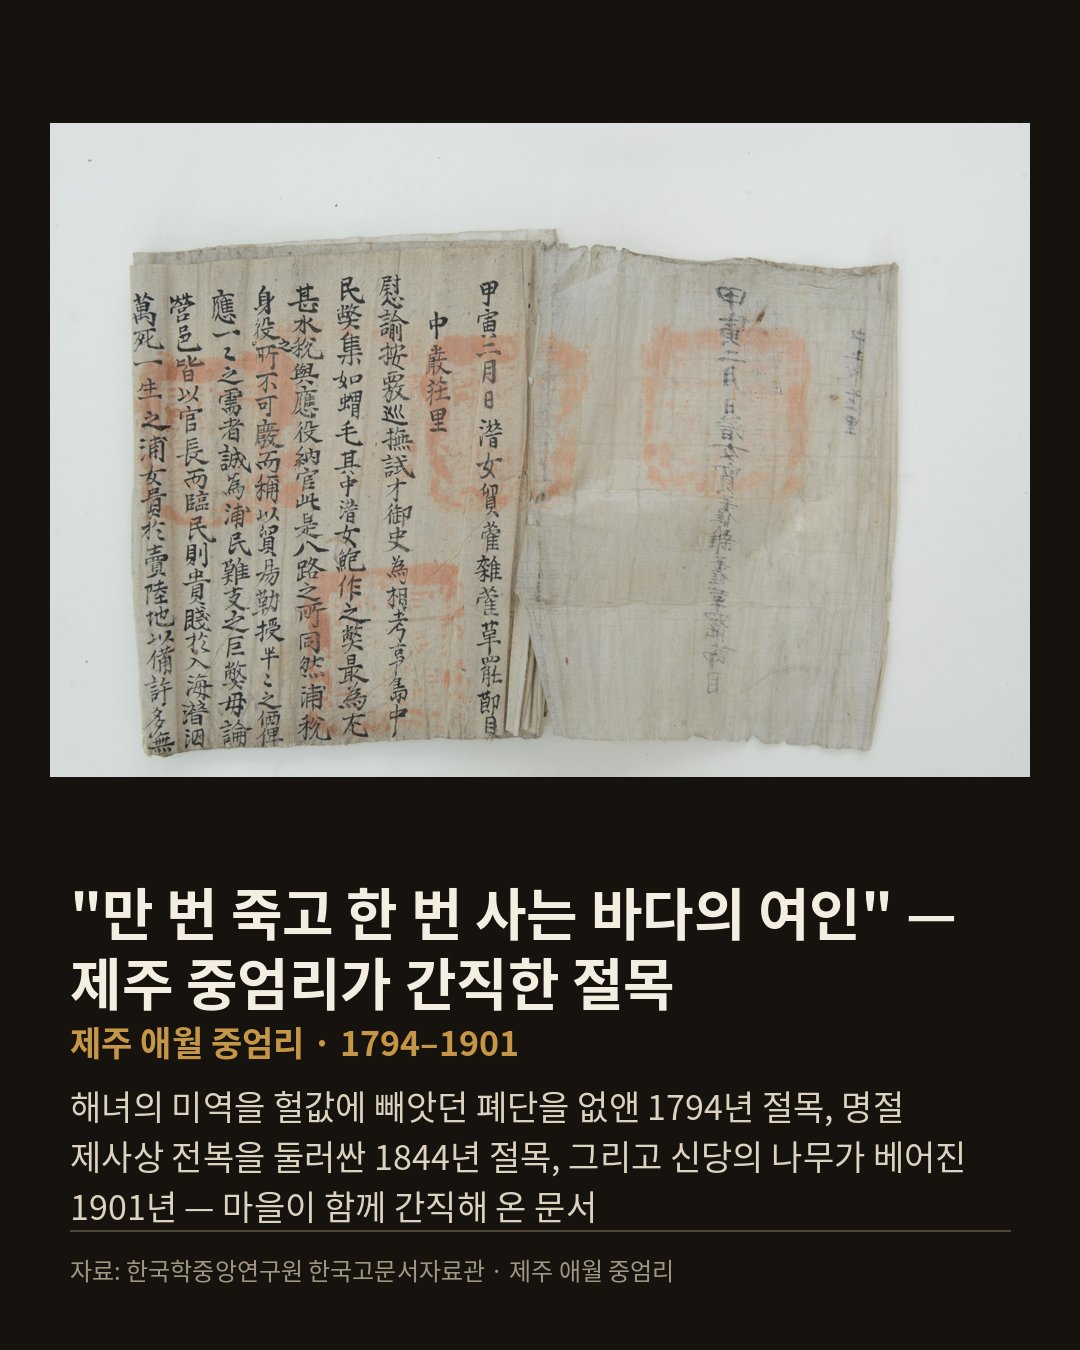 甲寅二月日潛女貿藿雜藿革罷節目
中嚴荘里
慰諭按覈巡撫試才御史為相考事島中
民弊集如蝟毛其中潛女鮑作之弊最為尤
甚水稅與應役納官此是八路之所同然浦稅
身役之所不可廢而稱以貿易勒授半〻之価俾
應一〻之需者誠為浦民難支之巨弊毋論
營邑皆以官長而臨民則貴賤於入海潛泅
萬死一生之浦女貴於賣陸地以備許多無
"만 번 죽고 한 번 사는 바다의 여인" —
제주 중엄리가 간직한 절목
제주 애월 중엄리 · 1794–1901
해녀의 미역을 헐값에 빼앗던 폐단을 없앤 1794년 절목, 명절
제사상 전복을 둘러싼 1844년 절목, 그리고 신당의 나무가 베어진
1901년 — 마을이 함께 간직해 온 문서
자료: 한국학중앙연구원 한국고문서자료관 · 제주 애월 중엄리